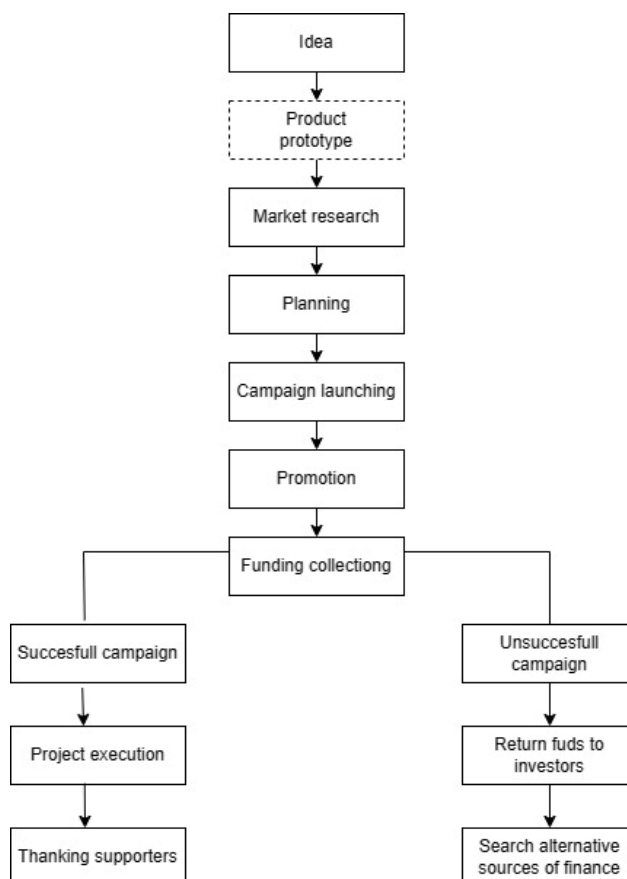 Idea
Product
prototype
Market research
Planning
Campaign launching
Promotion
Funding collectiong
Succesfull campaign
Unsuccesfull
campaign
Project execution
Return fuds to
investors
Thanking supporters
Search alternative
sources of finance